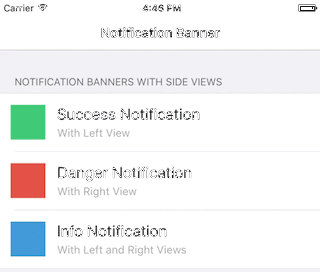 Carrier 4:45 PM
Notification Banner
NOTIFICATION BANNERS WITH SIDE VIEWS
Success Notification
With Left View
Danger Notification
With Right View
Info Notification
With Left and Right Views